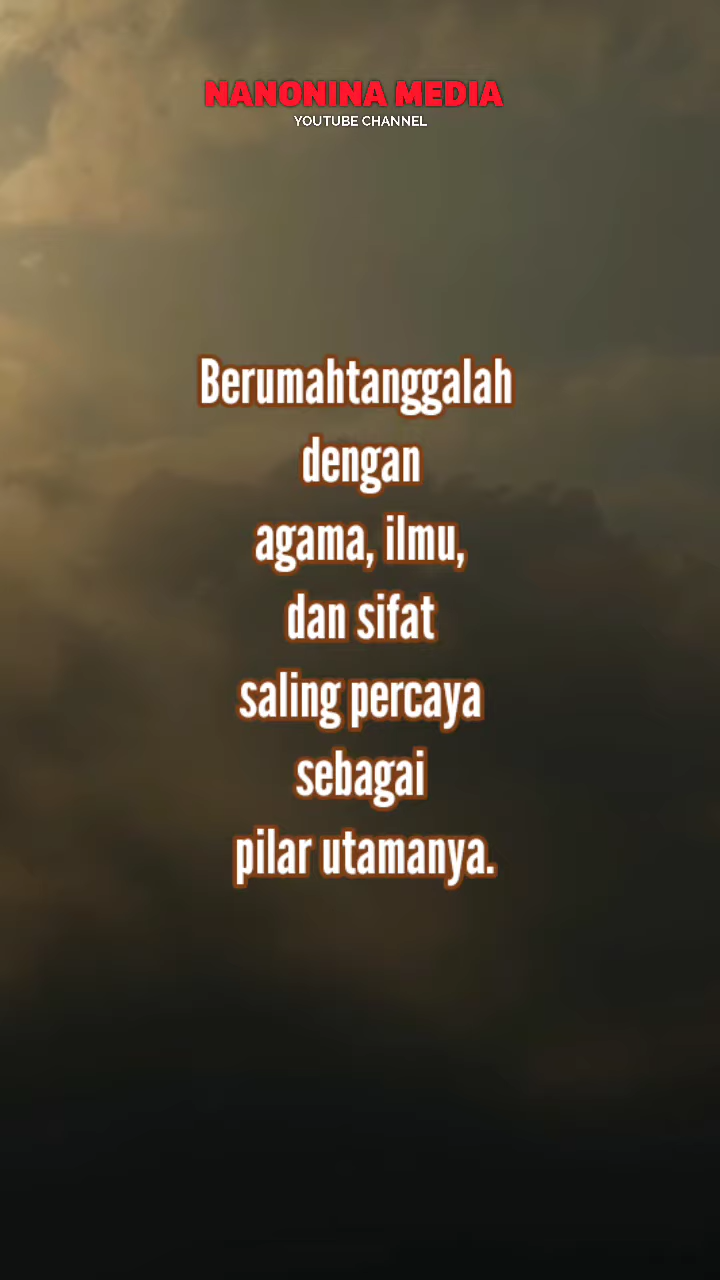 NANONINA MEDIA
YOUTUBE CHANNEL
Berumahtanggalah
dengan
agama, ilmu,
dan sifat
saling percaya
sebagai
pilar utamanya.